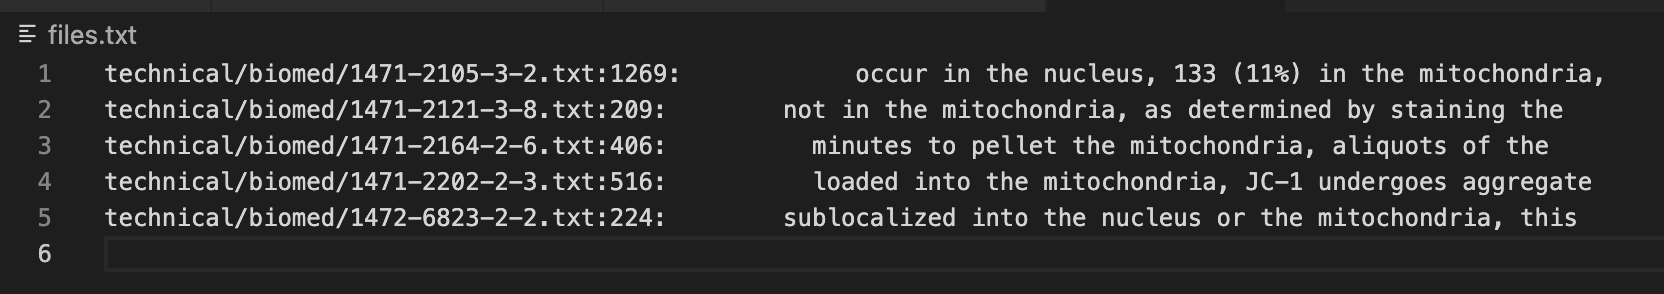 files.txt
1 technical/biomed/1471-2105-3-2.txt:1269:            occur in the nucleus, 133 (11%) in the mitochondria,
2 technical/biomed/1471-2121-3-8.txt:209:        not in the mitochondria, as determined by staining the
3 technical/biomed/1471-2164-2-6.txt:406:          minutes to pellet the mitochondria, aliquots of the
4 technical/biomed/1471-2202-2-3.txt:516:          loaded into the mitochondria, JC-1 undergoes aggregate
5 technical/biomed/1472-6823-2-2.txt:224:        sublocalized into the nucleus or the mitochondria, this
6